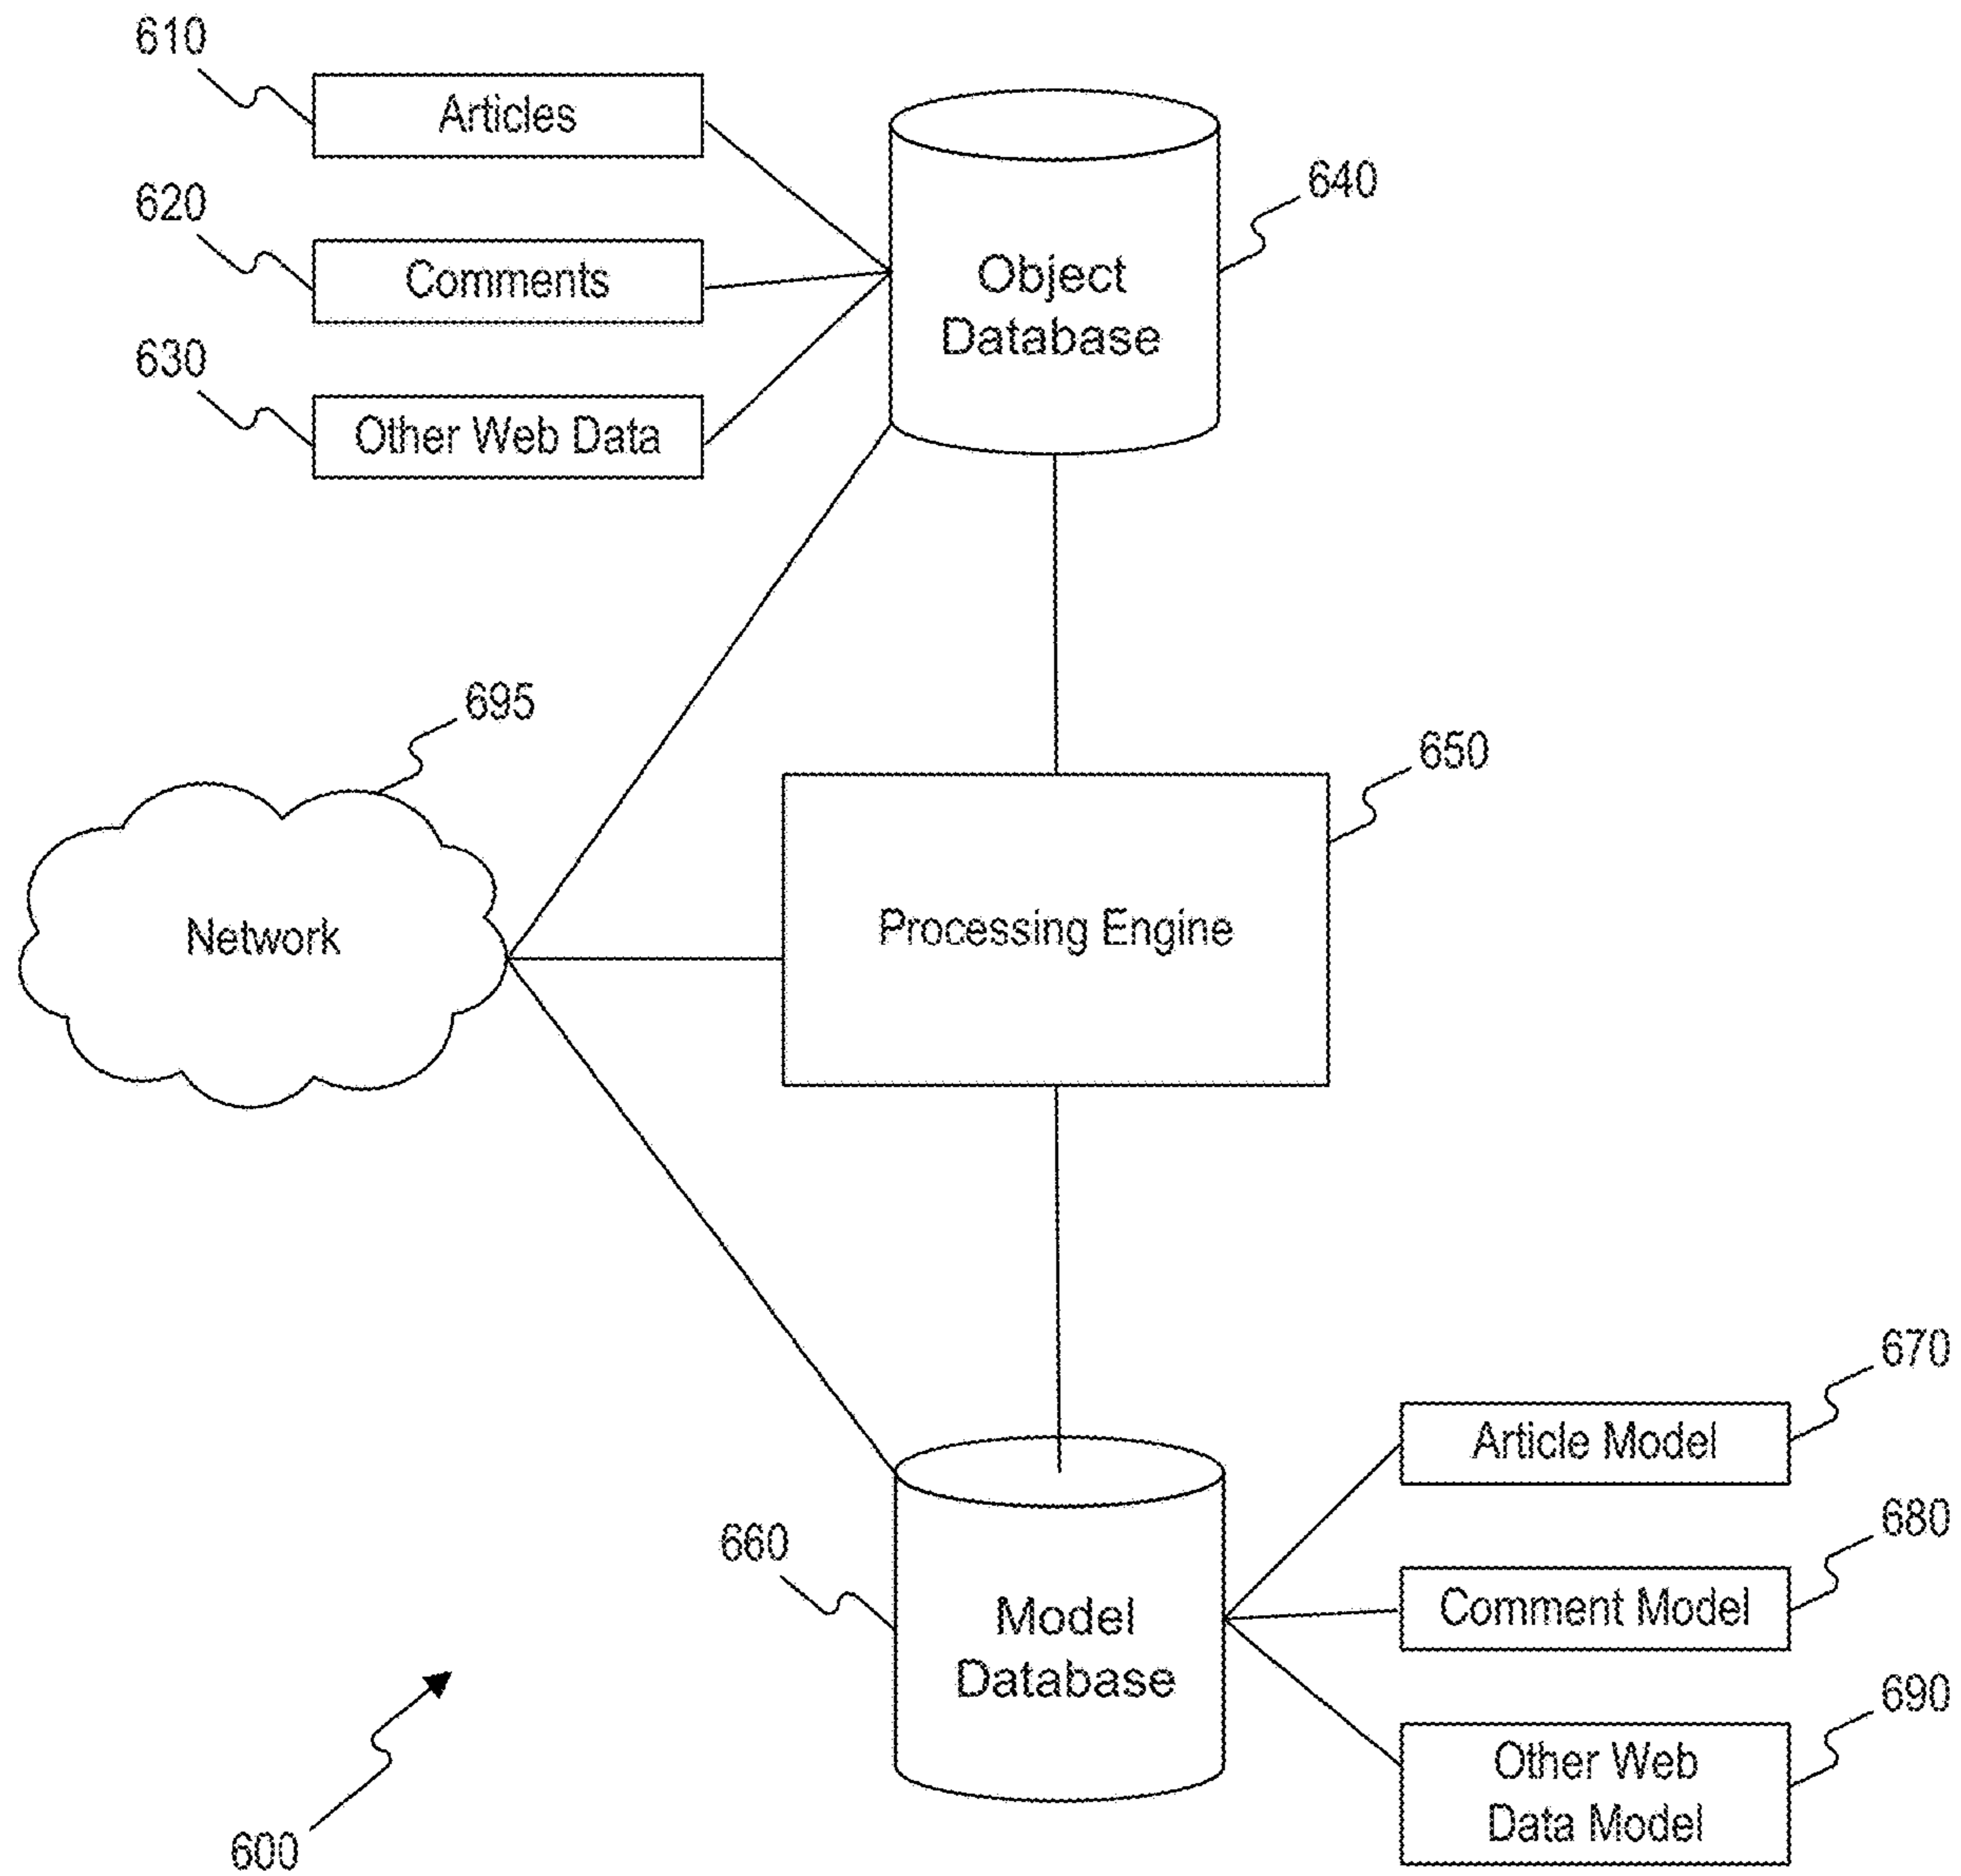 610
Articles
620
Comments
630
Other Web Data
640
Object
Database
695
Network
650
Processing Engine
660
Model
Database
670
Article Model
680
Comment Model
690
Other Web
Data Model
600